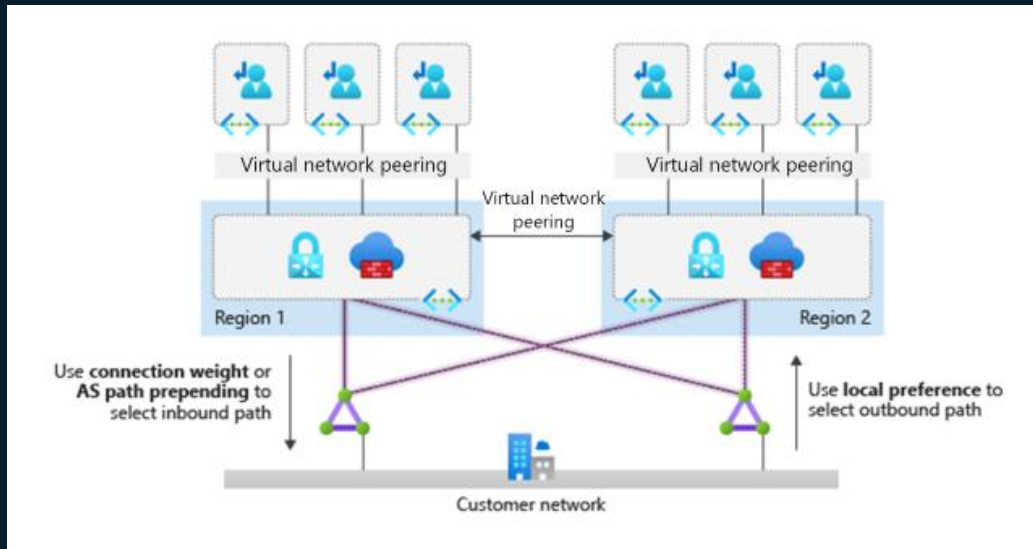 Virtual network peering
Virtual network peering
Virtual network
peering
Region 1
Region 2
Use connection weight or
AS path prepending to
select inbound path
Use local preference to
select outbound path
Customer network